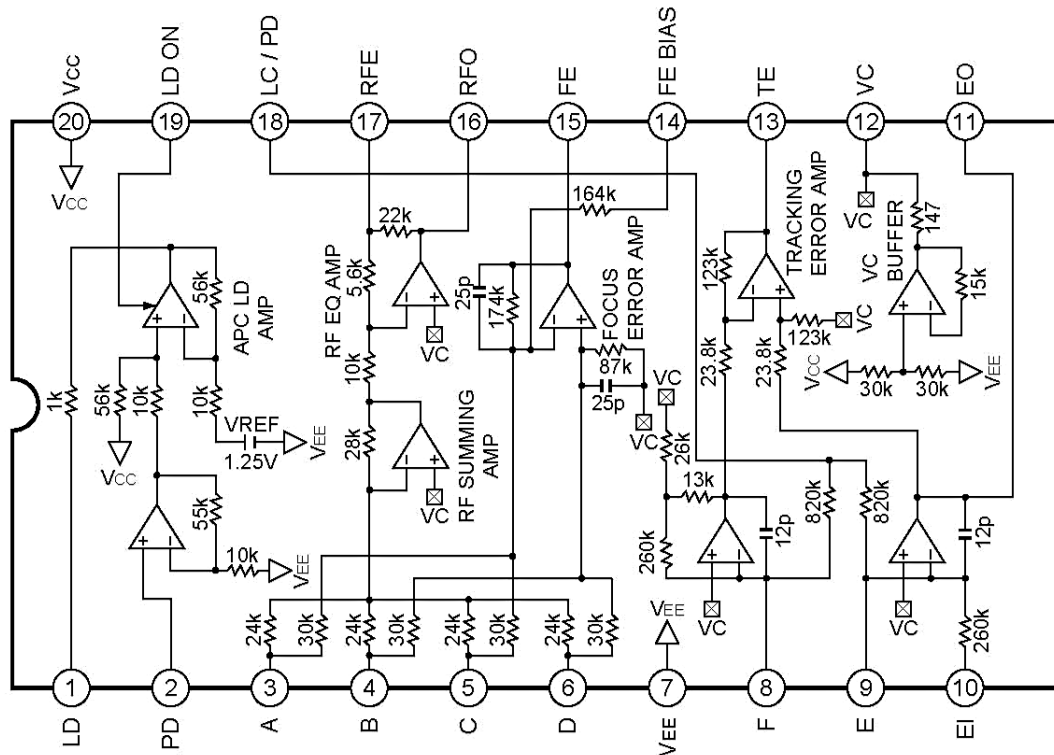 Vcc
LD ON
LC / PD
RFE
RFO
FE
FE BIAS
TE
VC
EO
20
19
18
17
16
15
14
13
12
11
VCC
22k
164k
VC
147
VC BUFFER
15k
56k
APC LD AMP
RF EQ AMP
5.6k
25p
174k
FOCUS ERROR AMP
123k
TRACKING ERROR AMP
VC
VC
123k
1k
56k
10k
10k
10k
87k
25p
VC
VC
23.8k
23.8k
VCC
30k
30k
VEE
VREF
1.25V
VEE
VCC
28k
RF SUMMING AMP
VC
26k
13k
55k
10k
VEE
260k
12p
820k
820k
12p
VC
VC
VEE
260k
24k
30k
24k
30k
24k
30k
24k
30k
1
2
3
4
5
6
7
8
9
10
LD
PD
A
B
C
D
VEE
F
E
EI